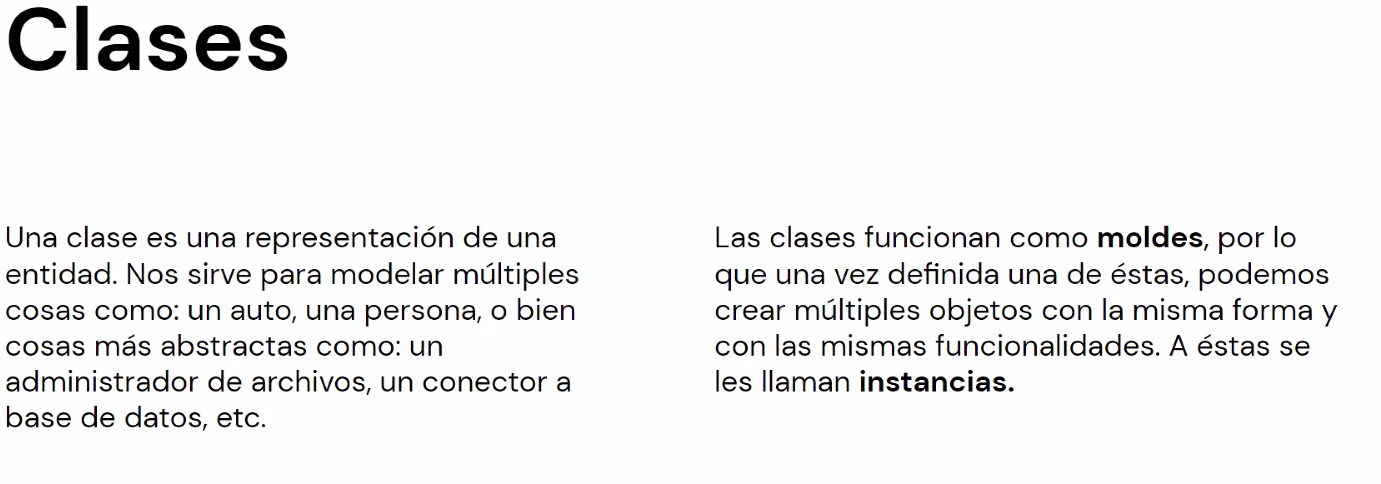 Clases
Una clase es una representación de una
entidad. Nos sirve para modelar múltiples
cosas como: un auto, una persona, o bien
cosas más abstractas como: un
administrador de archivos, un conector a
base de datos, etc.
Las clases funcionan como moldes, por lo
que una vez definida una de éstas, podemos
crear múltiples objetos con la misma forma y
con las mismas funcionalidades. A éstas se
les llaman instancias.